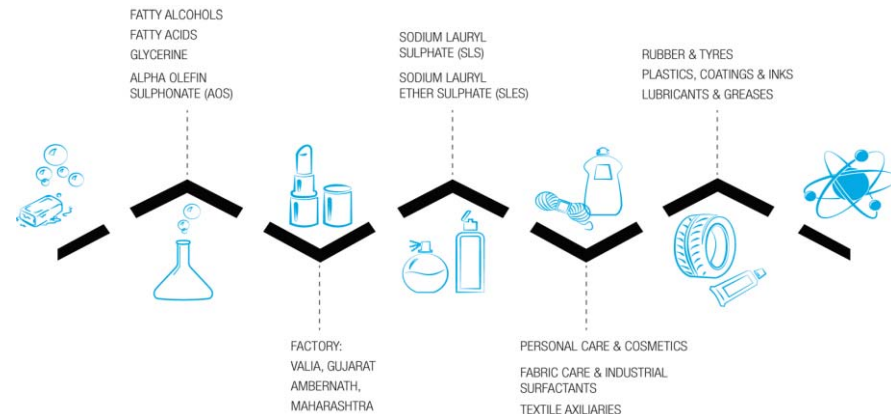 FATTY ALCOHOLS
FATTY ACIDS
GLYCERINE
ALPHA OLEFIN
SULPHONATE (AOS)
SODIUM LAURYL
SULPHATE (SLS)
SODIUM LAURYL
ETHER SULPHATE (SLES)
RUBBER & TYRES
PLASTICS, COATINGS & INKS
LUBRICANTS & GREASES
FACTORY:
VALIA, GUJARAT
AMBERNATH,
MAHARASHTRA
PERSONAL CARE & COSMETICS
FABRIC CARE & INDUSTRIAL
SURFACTANTS
TEXTILE AXILIARIES